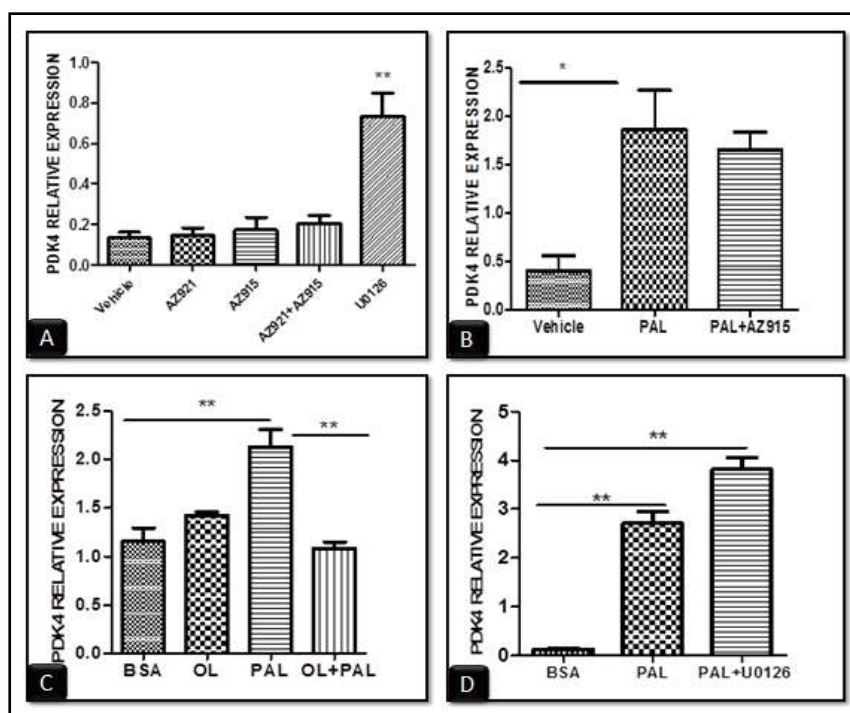 PDK4 RELATIVE EXPRESSION
1.0
0.8
0.6
0.4
0.2
0.0
**
Vehicle
AZ921
AZ915
AZ921+AZ915
U0126
A
PDK4 RELATIVE EXPRESSION
2.5
2.0
1.5
1.0
0.5
0.0
*
Vehicle PAL PAL+AZ915
B
PDK4 RELATIVE EXPRESSION
2.5
2.0
1.5
1.0
0.5
0.0
** **
BSA OL PAL OL+PAL
C
PDK4 RELATIVE EXPRESSION
5
4
3
2
1
0
**
**
BSA PAL PAL+U0126
D